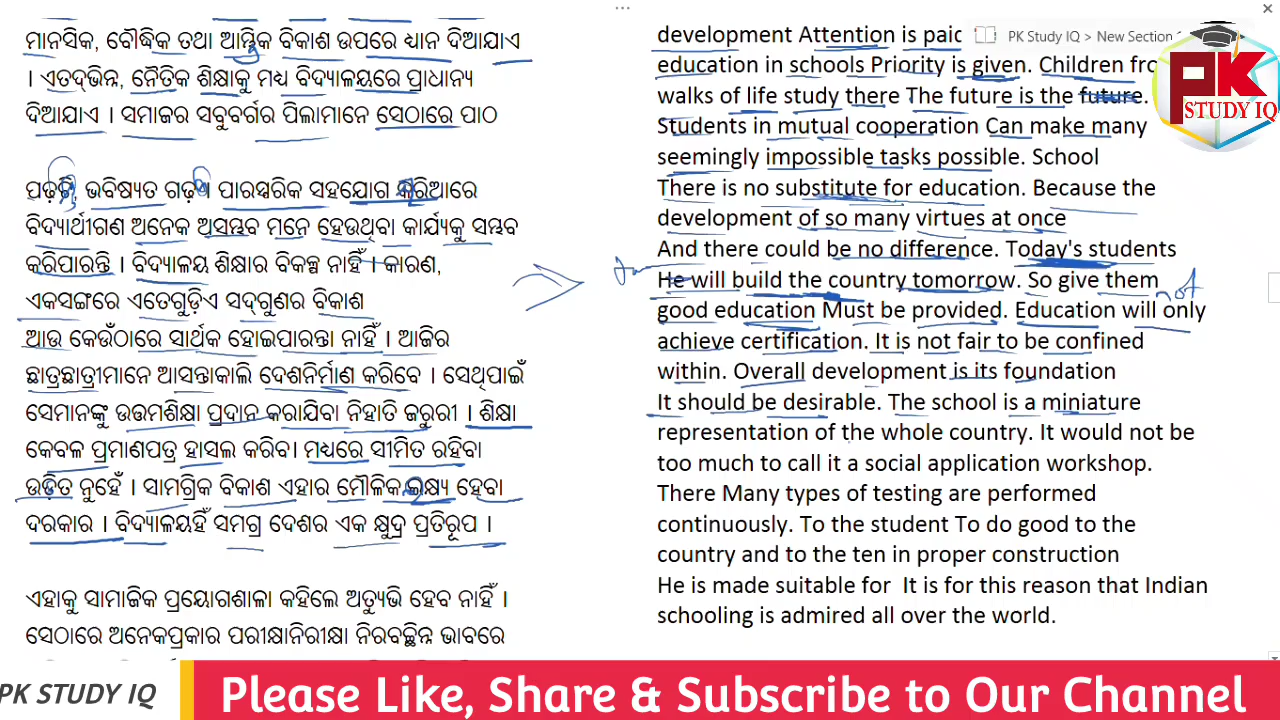 ମାନସିକ, ବୌଦ୍ଧିକ ତଥା ଆତ୍ମିକ ବିକାଶ ଉପରେ ଧ୍ୟାନ ଦିଆଯାଏ
। ଏତଦ୍‌ଭିନ୍ନ, ନୈତିକ ଶିକ୍ଷାକୁ ମଧ୍ୟ ବିଦ୍ୟାଳୟରେ ପ୍ରାଧାନ୍ୟ
ଦିଆଯାଏ । ସମାଜର ସବୁବର୍ଗର ପିଲାମାନେ ସେଠାରେ ପାଠ
ଭବିଷ୍ୟତ ପାରସ୍ପରିକ ସହଯୋଗ କରିଆରେ
ବିଦ୍ୟାର୍ଥୀଗଣ ଅନେକ ଅସମ୍ଭବ ମନେ ହେଉଥିବା କାର୍ଯ୍ୟକୁ ସମ୍ଭବ
କରିପାରନ୍ତି । ବିଦ୍ୟାଳୟ ଶିକ୍ଷାର ବିକଳ୍ପ ନାହିଁ । କାରଣ,
ଏକସଙ୍ଗରେ ଏତେଗୁଡ଼ିଏ ସଦ୍‌ଗୁଣର ବିକାଶ
ଆଉ କେଉଁଠାରେ ସାର୍ଥକ ହୋଇପାରନ୍ତା ନାହିଁ । ଆଜିର
ଛାତ୍ରଛାତ୍ରୀମାନେ ଆସନ୍ତାକାଲି ଦେଶନିର୍ମାଣ କରିବେ । ସେଥିପାଇଁ
ସେମାନଙ୍କୁ ଉତ୍ତମଶିକ୍ଷା ପ୍ରଦାନ କରାଯିବା ନିହାତି ଜରୁରୀ । ଶିକ୍ଷା
କେବଳ ପ୍ରମାଣପତ୍ର ହାସଲ କରିବା ମଧ୍ୟରେ ସୀମିତ ରହିବା
ଉଚିତ ନୁହେଁ । ସାମଗ୍ରିକ ବିକାଶ ଏହାର ମୌଳିକ ଲକ୍ଷ୍ୟ ହେବା
ଦରକାର । ବିଦ୍ୟାଳୟହିଁ ସମଗ୍ର ଦେଶର ଏକ କ୍ଷୁଦ୍ର ପ୍ରତିରୂପ ।
ଏହାକୁ ସାମାଜିକ ପ୍ରୟୋଗଶାଳା କହିଲେ ଅତ୍ୟୁଭି ହେବ ନାହିଁ ।
ସେଠାରେ ଅନେକପ୍ରକାର ପରୀକ୍ଷାନିରୀକ୍ଷା ନିରବଚ୍ଛିନ୍ନ ଭାବରେ
development Attention is paid
PK Study IQ > New Section
education in schools Priority is given. Children
walks of life study there The future is the future.
Students in mutual cooperation Can make many
seemingly impossible tasks possible. School
There is no substitute for education. Because the
development of so many virtues at once
And there could be no difference. Today's students
He will build the country tomorrow. So give them
not
good education Must be provided. Education will only
achieve certification. It is not fair to be confined
within. Overall development is its foundation
It should be desirable. The school is a miniature
representation of the whole country. It would not be
too much to call it a social application workshop.
There Many types of testing are performed
continuously. To the student To do good to the
country and to the ten in proper construction
He is made suitable for It is for this reason that Indian
schooling is admired all over the world.
PK
STUDY IQ
PK STUDY IQ
Please Like, Share & Subscribe to Our Channel